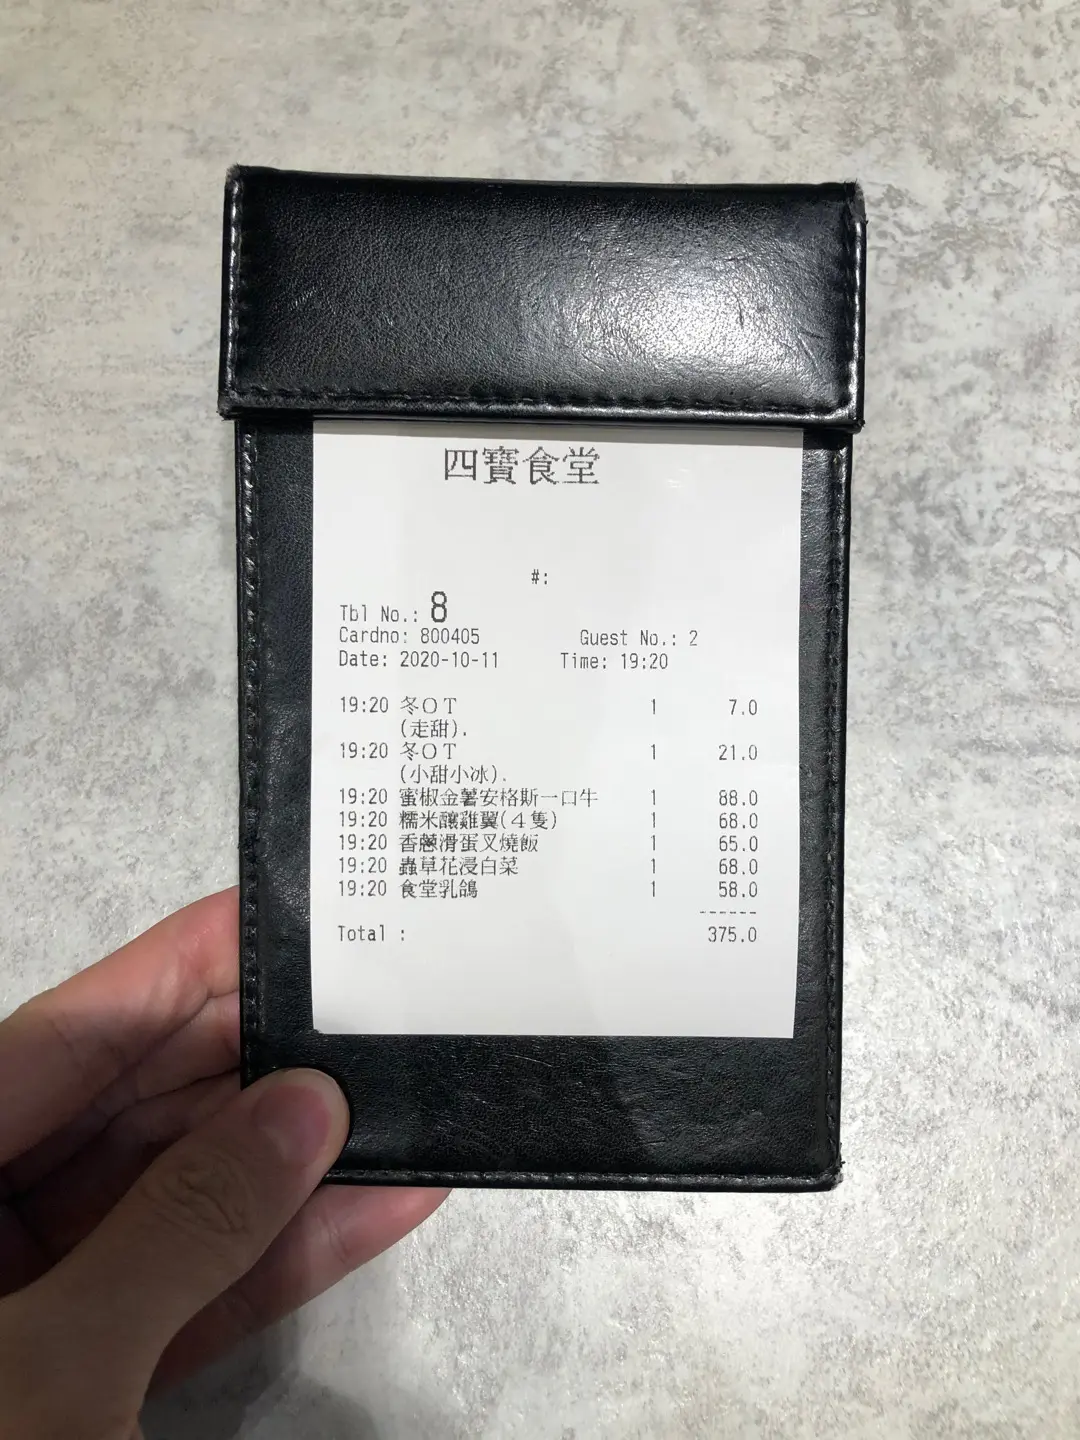 四寶食堂
#:
Tbl No.: 8
Cardno: 800405 Guest No.: 2
Date: 2020-10-11 Time: 19:20
19:20 冬OT 1 7.0
(走甜).
19:20 冬OT 1 21.0
(小甜小冰).
19:20 蜜椒金薯安格斯一口牛 1 88.0
19:20 糯米釀雞翼(4隻) 1 68.0
19:20 香蔥滑蛋叉燒飯 1 65.0
19:20 蟲草花浸白菜 1 68.0
19:20 食堂乳鴿 1 58.0
------
Total : 375.0